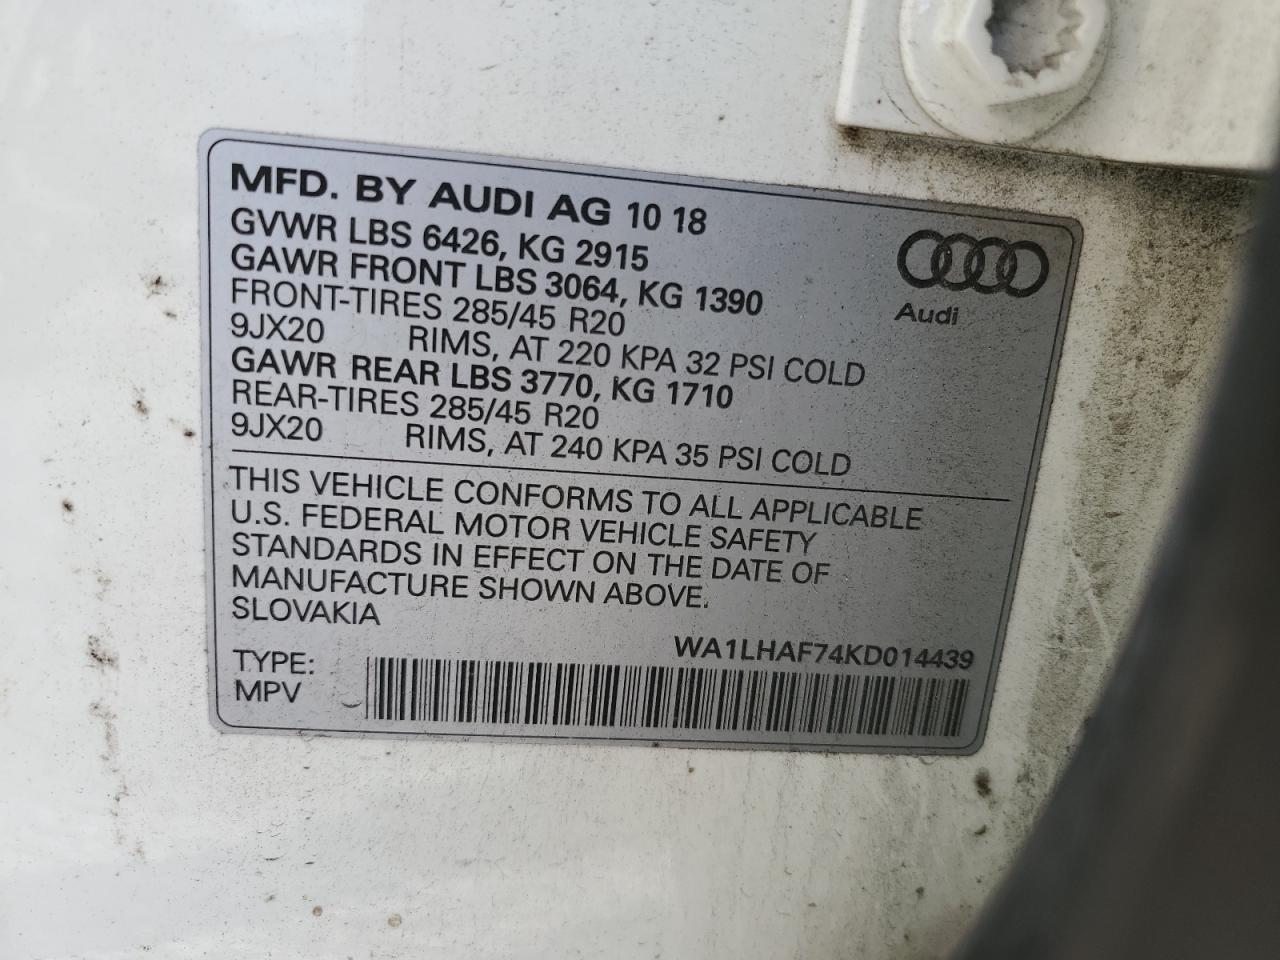 MFD. BY AUDI AG 10 18
GVWR LBS 6426, KG 2915
GAWR FRONT LBS 3064, KG 1390
FRONT-TIRES 285/45 R20
9JX20 RIMS, AT 220 KPA 32 PSI COLD
GAWR REAR LBS 3770, KG 1710
REAR-TIRES 285/45 R20
9JX20 RIMS, AT 240 KPA 35 PSI COLD
Audi
THIS VEHICLE CONFORMS TO ALL APPLICABLE
U.S. FEDERAL MOTOR VEHICLE SAFETY
STANDARDS IN EFFECT ON THE DATE OF
MANUFACTURE SHOWN ABOVE.
SLOVAKIA
WA1LHAF74KD014439
TYPE:
MPV